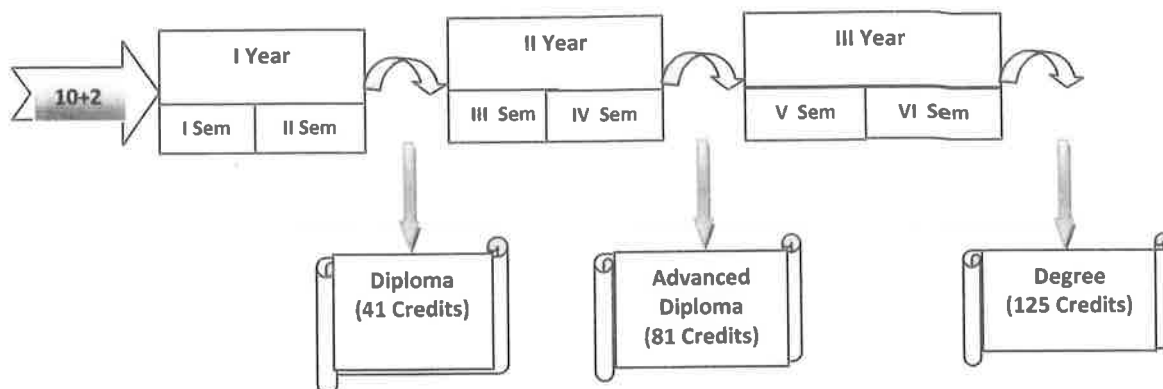 10+2
I Year
I Sem
II Sem
II Year
III Sem
IV Sem
III Year
V Sem
VI Sem
Diploma
(41 Credits)
Advanced
Diploma
(81 Credits)
Degree
(125 Credits)